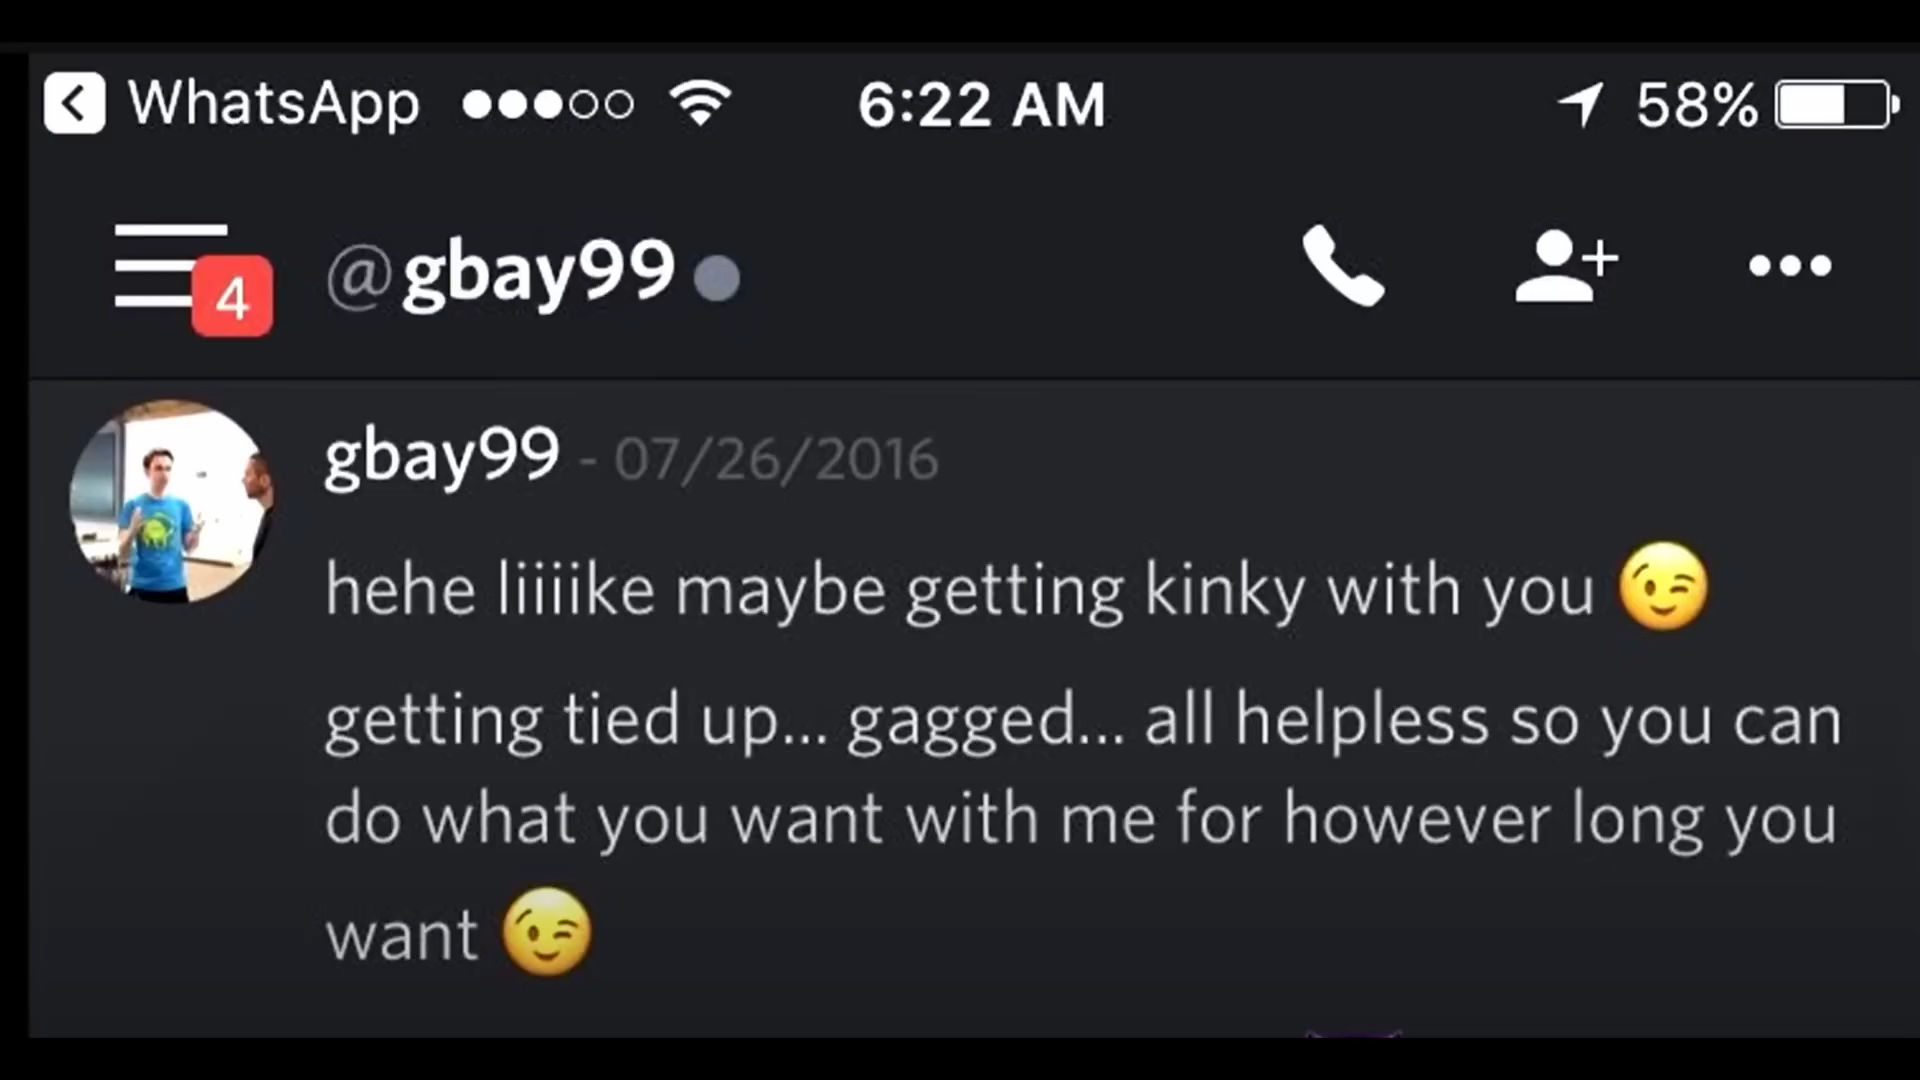 WhatsApp 6:22 AM 58%
4 @gbay99
gbay99 - 07/26/2016
hehe liiiike maybe getting kinky with you 😉
getting tied up... gagged... all helpless so you can
do what you want with me for however long you
want 😉